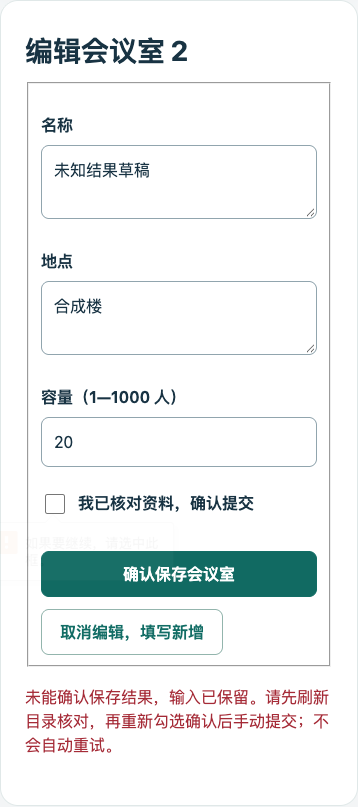 编辑会议室 2
名称
未知结果草稿
地点
合成楼
容量（1—1000 人）
20
我已核对资料，确认提交
确认保存会议室
取消编辑，填写新增
未能确认保存结果，输入已保留。请先刷新
目录核对，再重新勾选确认后手动提交；不
会自动重试。